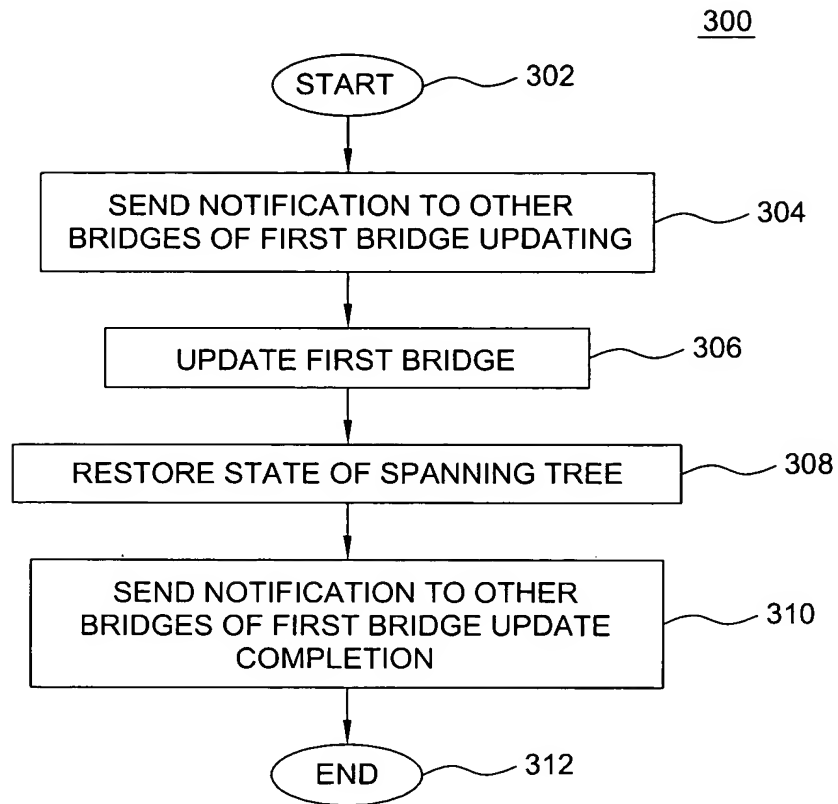 300
START
302
SEND NOTIFICATION TO OTHER
BRIDGES OF FIRST BRIDGE UPDATING
304
UPDATE FIRST BRIDGE
306
RESTORE STATE OF SPANNING TREE
308
SEND NOTIFICATION TO OTHER
BRIDGES OF FIRST BRIDGE UPDATE
COMPLETION
310
END
312